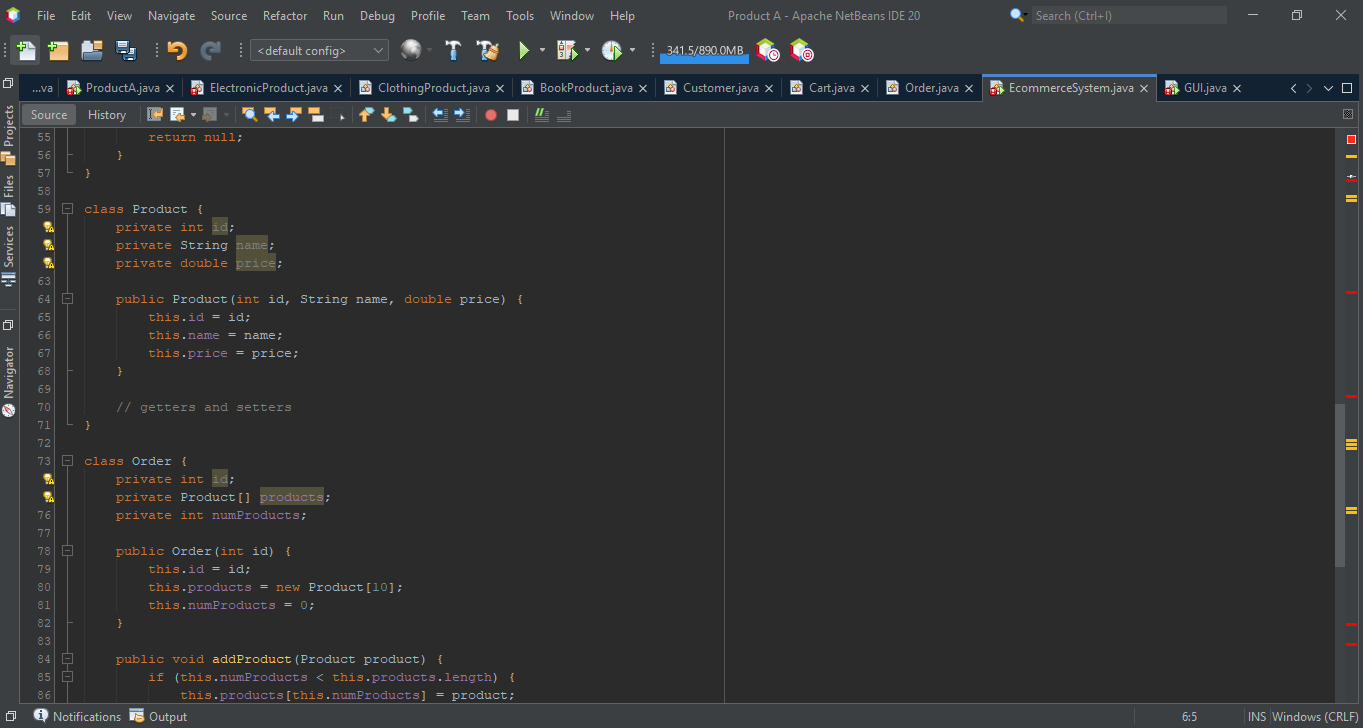 File Edit View Navigate Source Refactor Run Debug Profile Team Tools Window Help Product A - Apache NetBeans IDE 20 Search (Ctrl+I)
<default config> 341.5/890.0MB
...va ProductA.java ElectronicProduct.java ClothingProduct.java BookProduct.java Customer.java Cart.java Order.java EcommerceSystem.java GUI.java
Source History
Projects
Files
Services
Navigator
55 return null;
56 }
57 }
58
59 class Product {
private int id;
private String name;
private double price;
63
64 public Product(int id, String name, double price) {
65 this.id = id;
66 this.name = name;
67 this.price = price;
68 }
69
70 // getters and setters
71 }
72
73 class Order {
private int id;
private Product[] products;
76 private int numProducts;
77
78 public Order(int id) {
79 this.id = id;
80 this.products = new Product[10];
81 this.numProducts = 0;
82 }
83
84 public void addProduct(Product product) {
85 if (this.numProducts < this.products.length) {
86 this.products[this.numProducts] = product;
Notifications Output 6:5 INS Windows (CRLF)